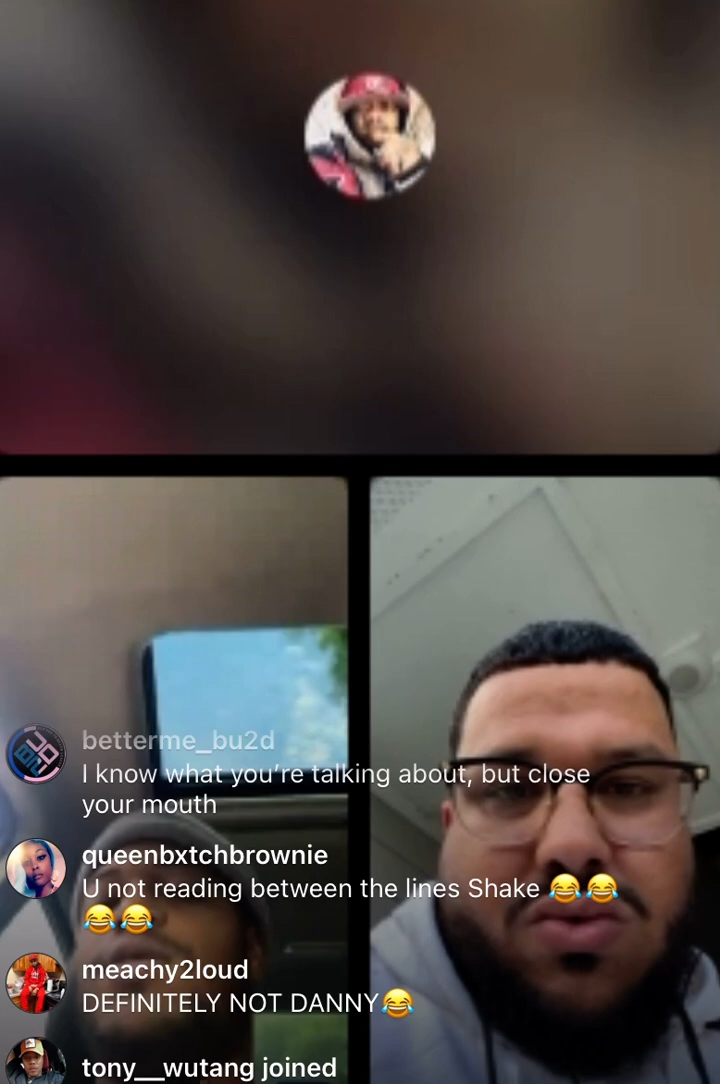 betterme_bu2d
I know what you’re talking about, but close
your mouth
queenbxtchbrownie
U not reading between the lines Shake 😂😂
😂😂
meachy2loud
DEFINITELY NOT DANNY😂
tony__wutang joined